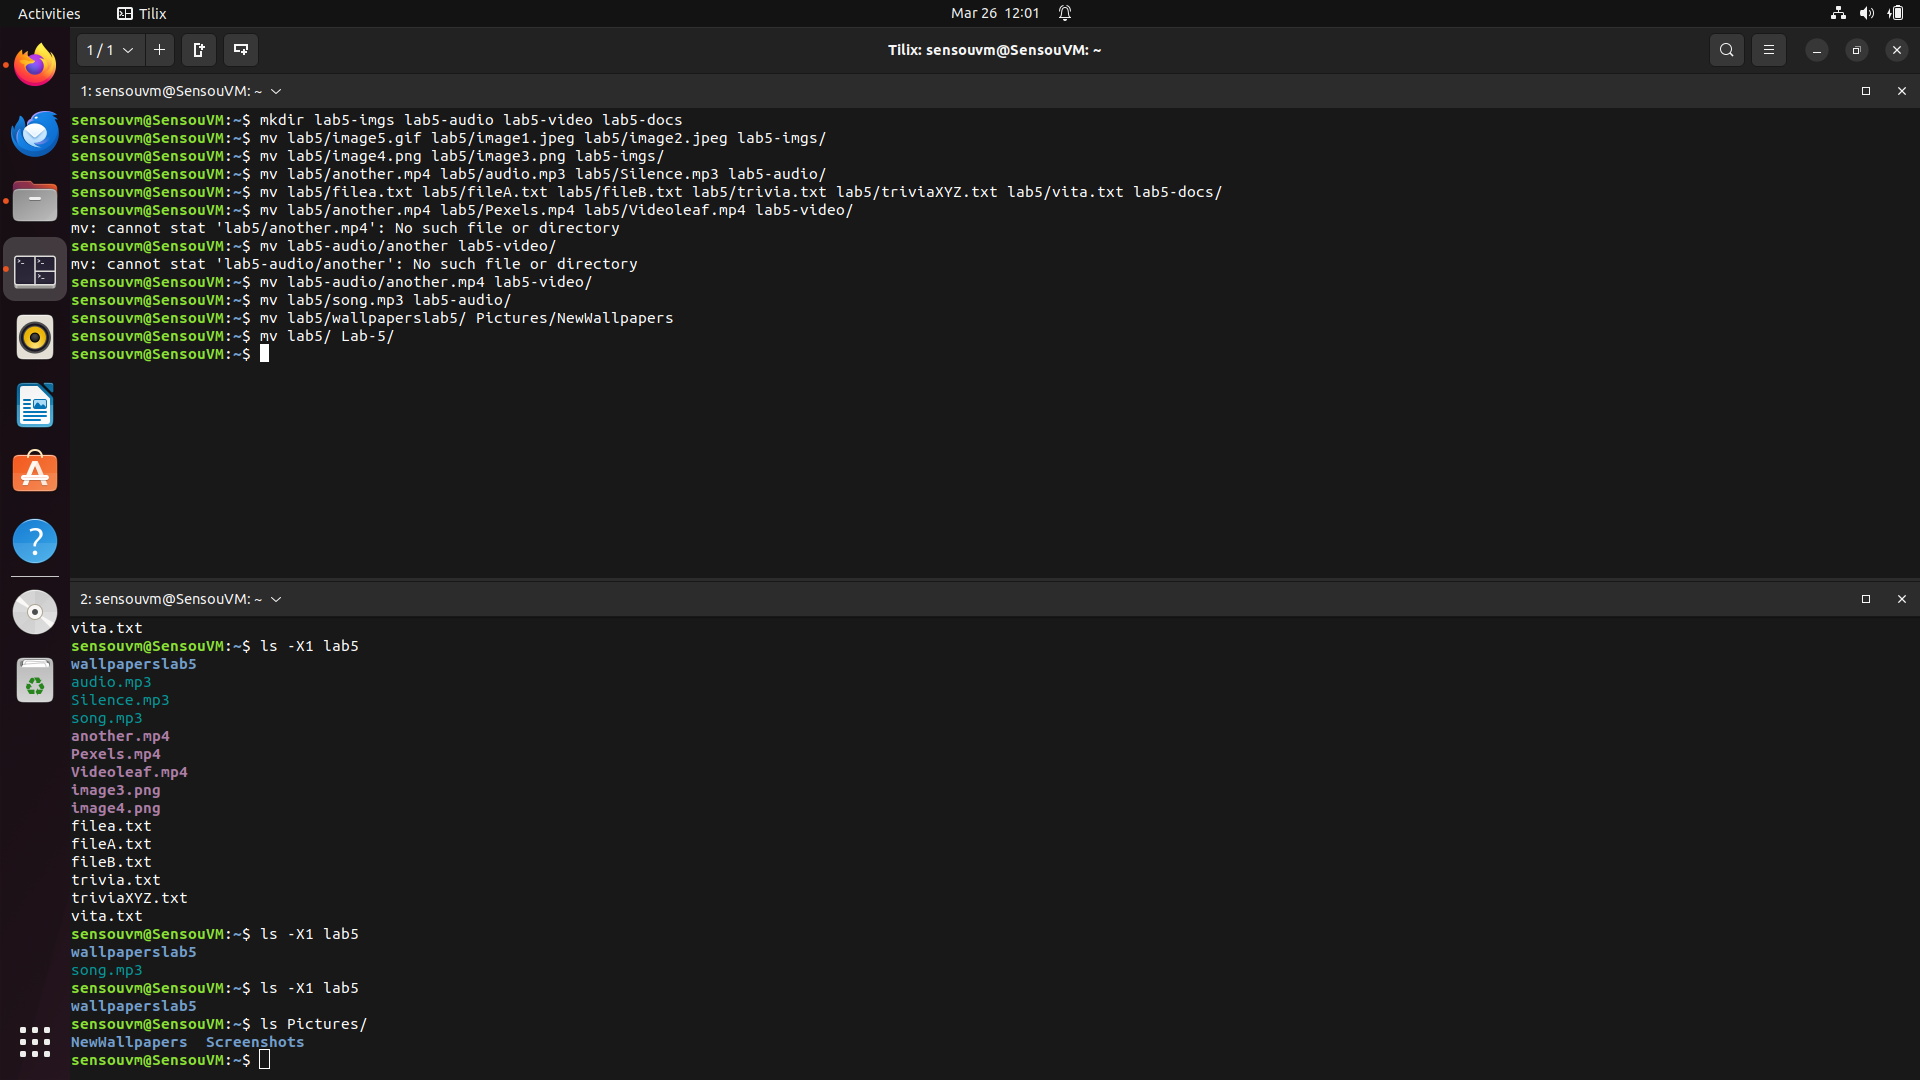 Activities Tilix Mar 26 12:01
1 / 1 Tilix: sensouvm@SensouVM: ~
1: sensouvm@SensouVM: ~
sensouvm@SensouVM:~$ mkdir lab5-imgs lab5-audio lab5-video lab5-docs
sensouvm@SensouVM:~$ mv lab5/image5.gif lab5/image1.jpeg lab5/image2.jpeg lab5-imgs/
sensouvm@SensouVM:~$ mv lab5/image4.png lab5/image3.png lab5-imgs/
sensouvm@SensouVM:~$ mv lab5/another.mp4 lab5/audio.mp3 lab5/Silence.mp3 lab5-audio/
sensouvm@SensouVM:~$ mv lab5/filea.txt lab5/fileA.txt lab5/fileB.txt lab5/trivia.txt lab5/triviaXYZ.txt lab5/vita.txt lab5-docs/
sensouvm@SensouVM:~$ mv lab5/another.mp4 lab5/Pexels.mp4 lab5/Videoleaf.mp4 lab5-video/
mv: cannot stat 'lab5/another.mp4': No such file or directory
sensouvm@SensouVM:~$ mv lab5-audio/another lab5-video/
mv: cannot stat 'lab5-audio/another': No such file or directory
sensouvm@SensouVM:~$ mv lab5-audio/another.mp4 lab5-video/
sensouvm@SensouVM:~$ mv lab5/song.mp3 lab5-audio/
sensouvm@SensouVM:~$ mv lab5/wallpaperslab5/ Pictures/NewWallpapers
sensouvm@SensouVM:~$ mv lab5/ Lab-5/
sensouvm@SensouVM:~$
2: sensouvm@SensouVM: ~
vita.txt
sensouvm@SensouVM:~$ ls -X1 lab5
wallpaperslab5
audio.mp3
Silence.mp3
song.mp3
another.mp4
Pexels.mp4
Videoleaf.mp4
image3.png
image4.png
filea.txt
fileA.txt
fileB.txt
trivia.txt
triviaXYZ.txt
vita.txt
sensouvm@SensouVM:~$ ls -X1 lab5
wallpaperslab5
song.mp3
sensouvm@SensouVM:~$ ls -X1 lab5
wallpaperslab5
sensouvm@SensouVM:~$ ls Pictures/
NewWallpapers Screenshots
sensouvm@SensouVM:~$